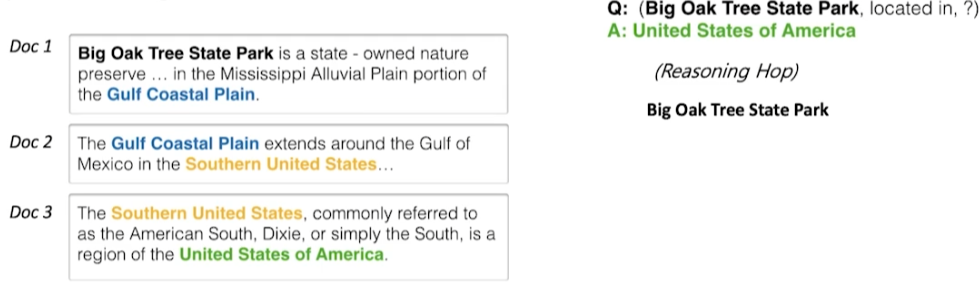 Doc 1
Big Oak Tree State Park is a state - owned nature
preserve ... in the Mississippi Alluvial Plain portion of
the Gulf Coastal Plain.
Doc 2
The Gulf Coastal Plain extends around the Gulf of
Mexico in the Southern United States...
Doc 3
The Southern United States, commonly referred to
as the American South, Dixie, or simply the South, is a
region of the United States of America.
Q: (Big Oak Tree State Park, located in, ?)
A: United States of America
(Reasoning Hop)
Big Oak Tree State Park